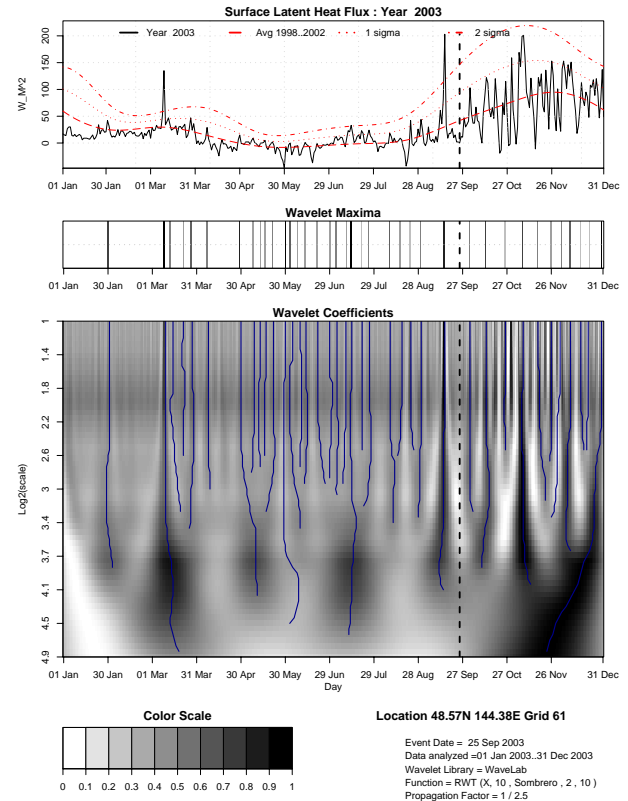 Surface Latent Heat Flux : Year 2003
W_M^2
0 50 100 150 200
Year 2003 Avg 1998..2002 1 sigma 2 sigma
01 Jan 30 Jan 01 Mar 31 Mar 30 Apr 30 May 29 Jun 29 Jul 28 Aug 27 Sep 27 Oct 26 Nov 31 Dec
Wavelet Maxima
01 Jan 30 Jan 01 Mar 31 Mar 30 Apr 30 May 29 Jun 29 Jul 28 Aug 27 Sep 27 Oct 26 Nov 31 Dec
Wavelet Coefficients
Log2(scale)
1 1.4 1.8 2.2 2.6 3 3.4 3.7 4.1 4.5 4.9
01 Jan 30 Jan 01 Mar 31 Mar 30 Apr 30 May 29 Jun 29 Jul 28 Aug 27 Sep 27 Oct 26 Nov 31 Dec
Day
Color Scale
0 0.1 0.2 0.3 0.4 0.5 0.6 0.7 0.8 0.9 1
Location 48.57N 144.38E Grid 61
Event Date = 25 Sep 2003
Data analyzed =01 Jan 2003..31 Dec 2003
Wavelet Library = WaveLab
Function = RWT (X, 10 , Sombrero , 2 , 10 )
Propagation Factor = 1 / 2.5